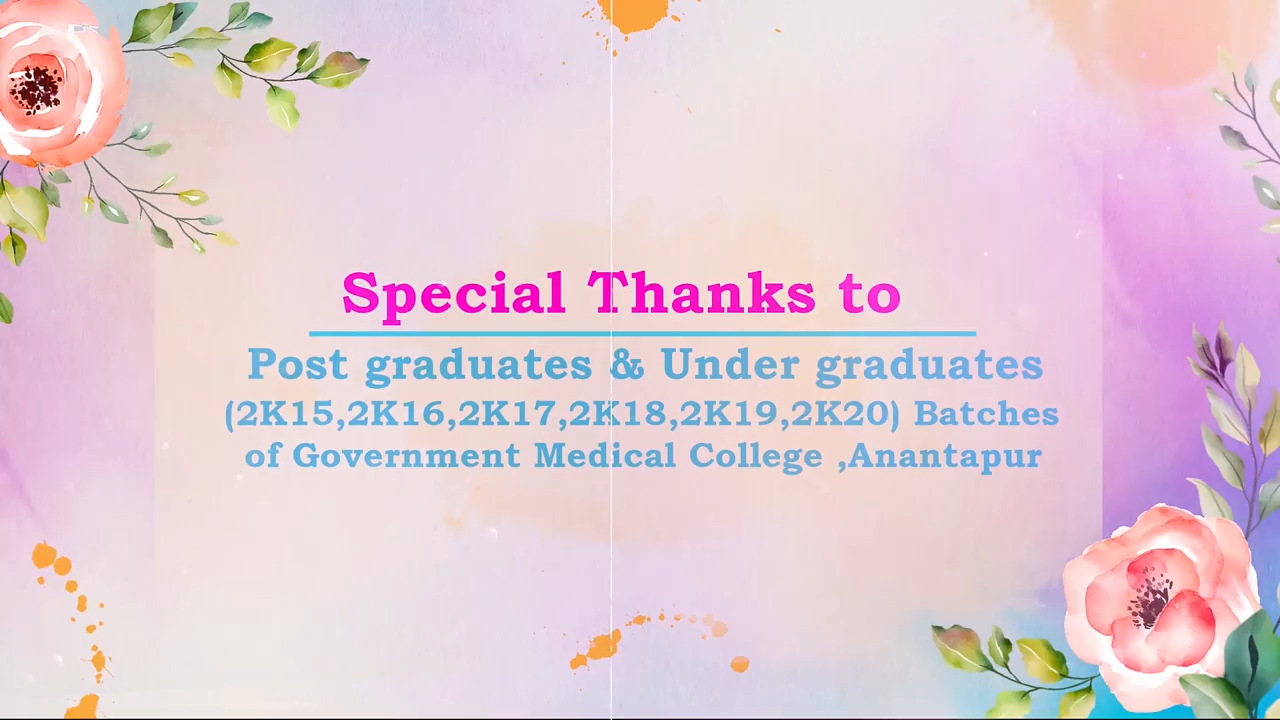 Special Thanks to
Post graduates & Under graduates
(2K15,2K16,2K17,2K18,2K19,2K20) Batches
of Government Medical College ,Anantapur